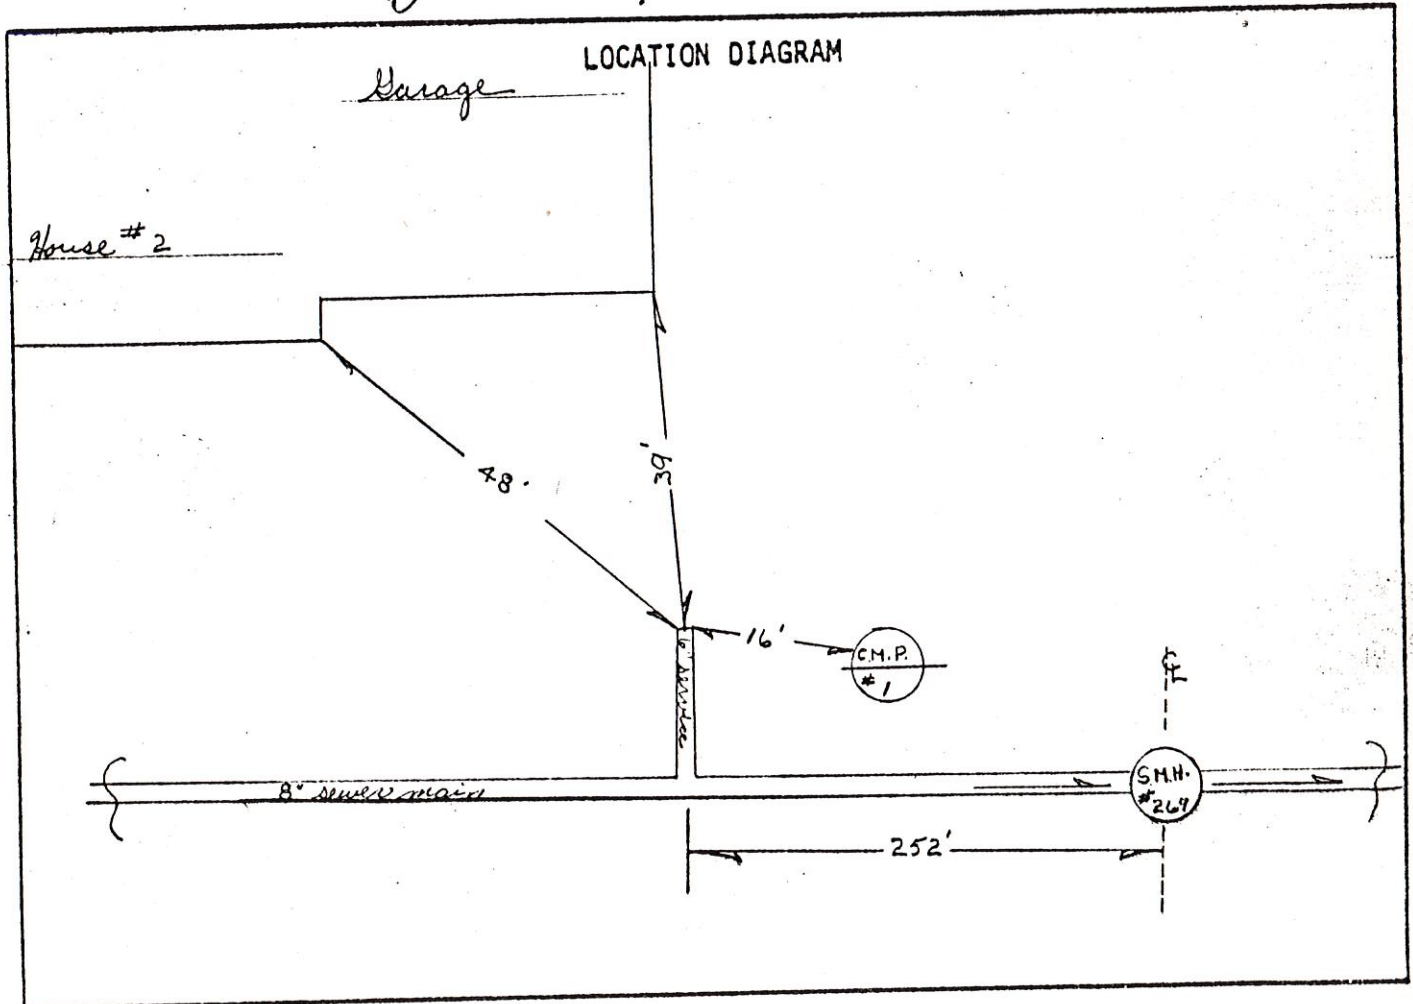 LOCATION DIAGRAM
Garage
House # 2
48'
39'
16'
C.M.P.
# 1
6" service
℄
S.M.H.
# 269
8" sewer main
252'